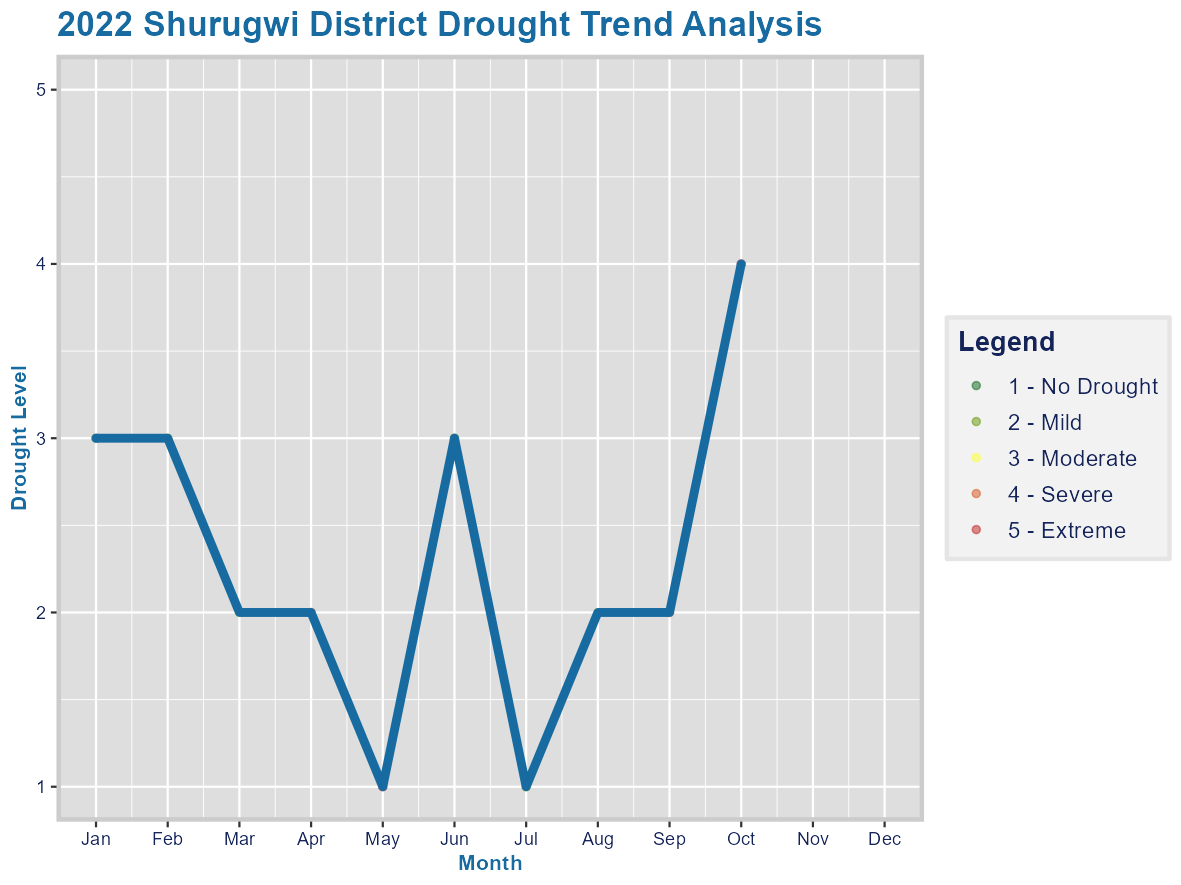 2022 Shurugwi District Drought Trend Analysis
Drought Level
5
4
3
2
1
Jan Feb Mar Apr May Jun Jul Aug Sep Oct Nov Dec
Month
Legend
1 - No Drought
2 - Mild
3 - Moderate
4 - Severe
5 - Extreme